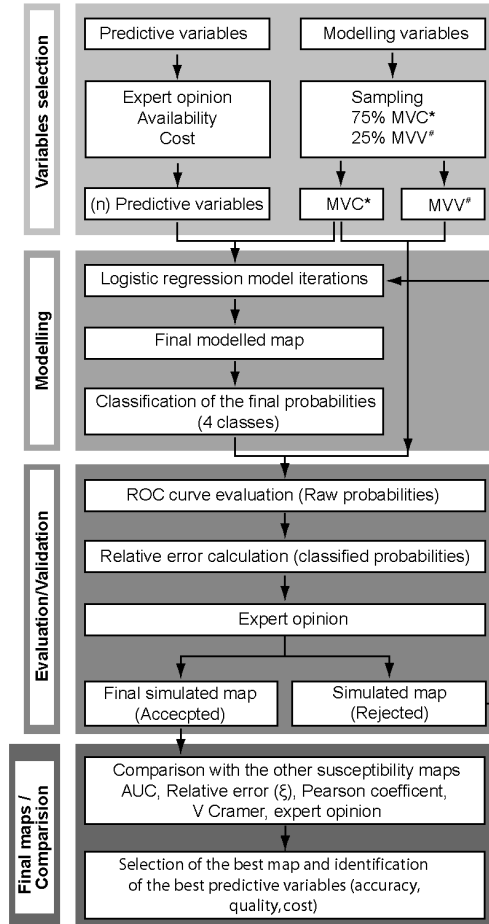 Variables selection
Predictive variables
Modelling variables
Expert opinion
Availability
Cost
Sampling
75% MVC*
25% MVV#
(n) Predictive variables
MVC*
MVV#
Modelling
Logistic regression model iterations
Final modelled map
Classification of the final probabilities
(4 classes)
Evaluation/Validation
ROC curve evaluation (Raw probabilities)
Relative error calculation (classified probabilities)
Expert opinion
Final simulated map
(Accecpted)
Simulated map
(Rejected)
Final maps /
Comparision
Comparison with the other susceptibility maps
AUC, Relative error (ξ), Pearson coefficent,
V Cramer, expert opinion
Selection of the best map and identification
of the best predictive variables (accuracy,
quality,cost)